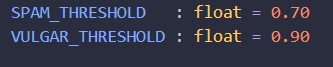 SPAM_THRESHOLD   : float = 0.70
VULGAR_THRESHOLD : float = 0.90